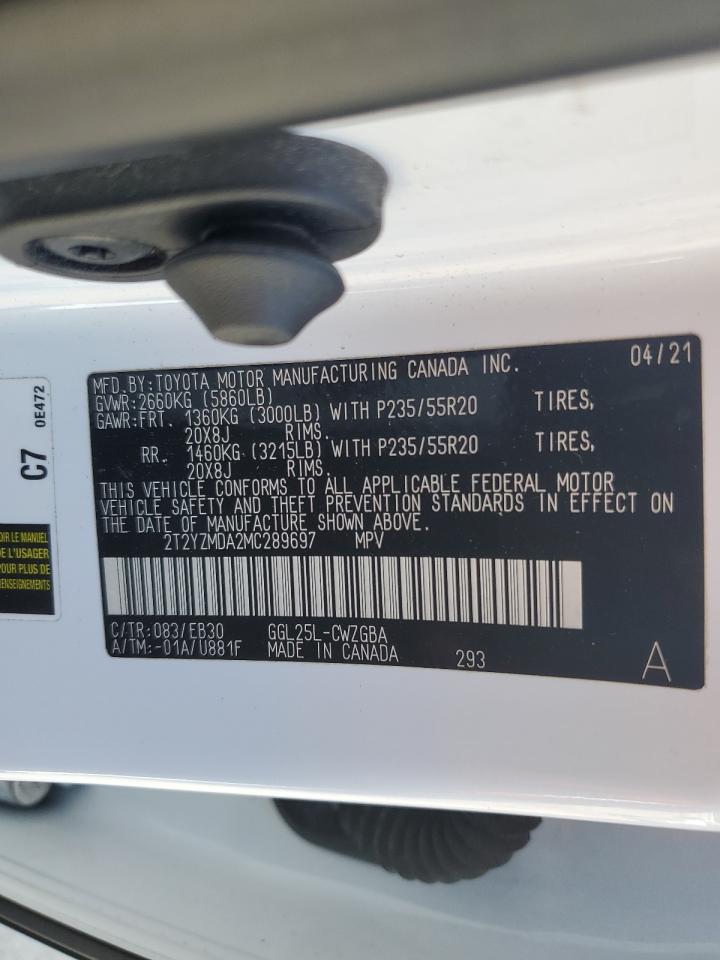 MFD.BY:TOYOTA MOTOR MANUFACTURING CANADA INC. 04/21
GVWR:2660KG (5860LB)
GAWR:FRT. 1360KG (3000LB) WITH P235/55R20 TIRES,
20X8J RIMS.
RR. 1460KG (3215LB) WITH P235/55R20 TIRES,
20X8J RIMS.
THIS VEHICLE CONFORMS TO ALL APPLICABLE FEDERAL MOTOR
VEHICLE SAFETY AND THEFT PREVENTION STANDARDS IN EFFECT ON
THE DATE OF MANUFACTURE SHOWN ABOVE.
2T2YZMDA2MC289697 MPV
C/TR:083/EB30 GGL25L-CWZGBA
A/TM:-01A/U881F MADE IN CANADA 293 A
C7
0E472
LE MANUEL
L'USAGER
POUR PLUS DE
RENSEIGNEMENTS